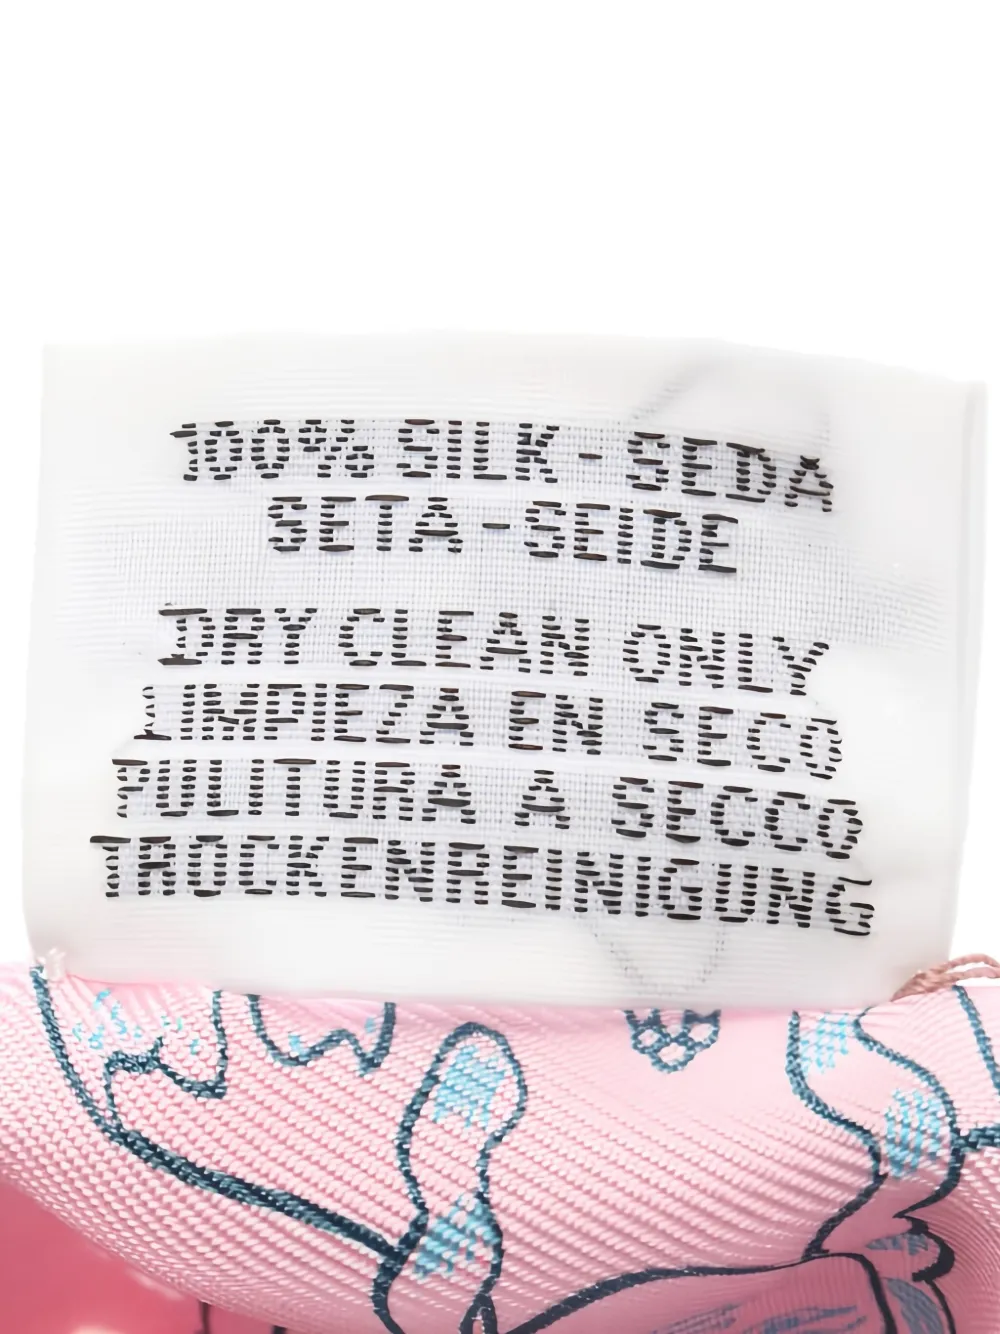 100% SILK - SEDA
SETA - SEIDE
DRY CLEAN ONLY
LIMPIEZA EN SECO
PULITURA A SECCO
TROCKENREINIGUNG